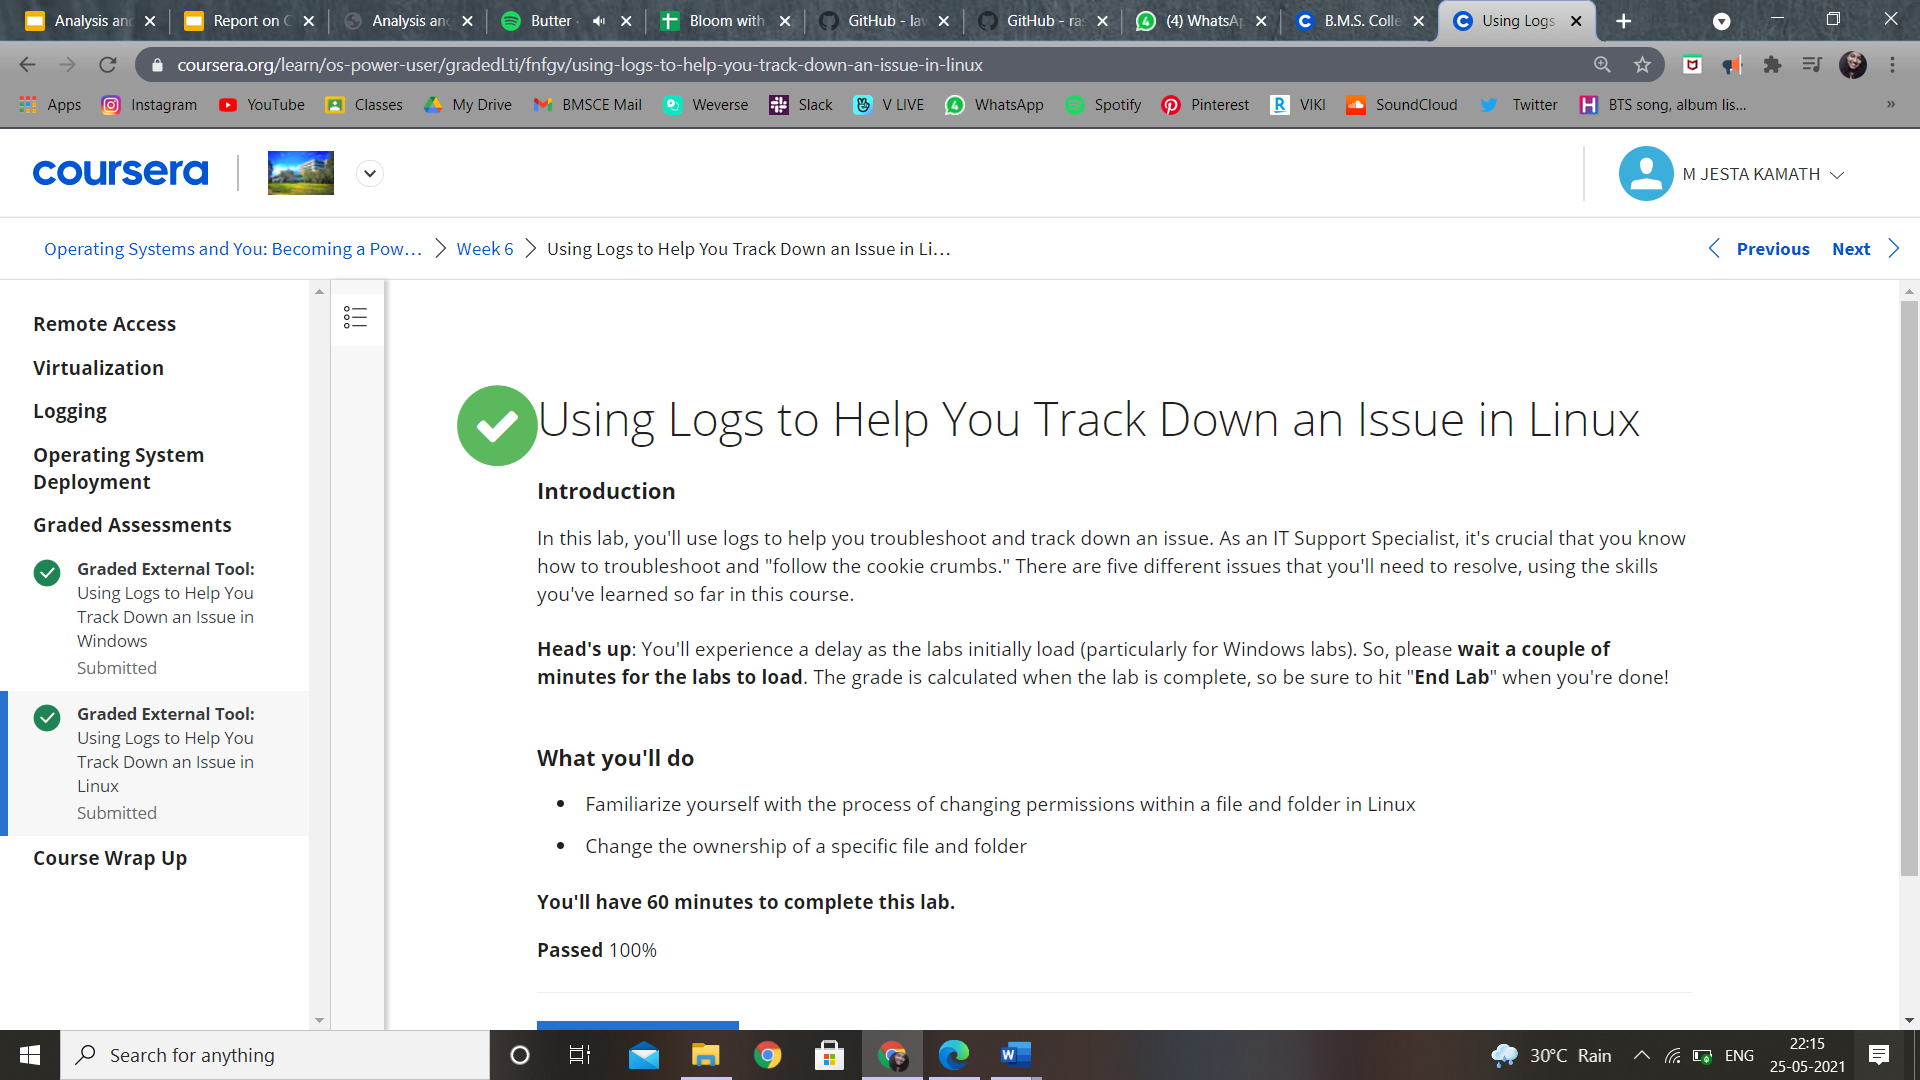 Analysis and
Report on C
Analysis and
Butter -
Bloom with
GitHub - lav
GitHub - ras
(4) WhatsAp
B.M.S. Colle
Using Logs
coursera.org/learn/os-power-user/gradedLti/fnfgv/using-logs-to-help-you-track-down-an-issue-in-linux
Apps
Instagram
YouTube
Classes
My Drive
BMSCE Mail
Weverse
Slack
V LIVE
WhatsApp
Spotify
Pinterest
VIKI
SoundCloud
Twitter
BTS song, album lis...
coursera
M JESTA KAMATH
Operating Systems and You: Becoming a Pow…
Week 6
Using Logs to Help You Track Down an Issue in Li…
Previous
Next
Remote Access
Virtualization
Logging
Operating System
Deployment
Graded Assessments
Graded External Tool:
Using Logs to Help You
Track Down an Issue in
Windows
Submitted
Graded External Tool:
Using Logs to Help You
Track Down an Issue in
Linux
Submitted
Course Wrap Up
Using Logs to Help You Track Down an Issue in Linux
Introduction
In this lab, you'll use logs to help you troubleshoot and track down an issue. As an IT Support Specialist, it's crucial that you know
how to troubleshoot and "follow the cookie crumbs." There are five different issues that you'll need to resolve, using the skills
you've learned so far in this course.
Head's up: You'll experience a delay as the labs initially load (particularly for Windows labs). So, please wait a couple of
minutes for the labs to load. The grade is calculated when the lab is complete, so be sure to hit "End Lab" when you're done!
What you'll do
• Familiarize yourself with the process of changing permissions within a file and folder in Linux
• Change the ownership of a specific file and folder
You'll have 60 minutes to complete this lab.
Passed 100%
Search for anything
30°C Rain
ENG
22:15
25-05-2021